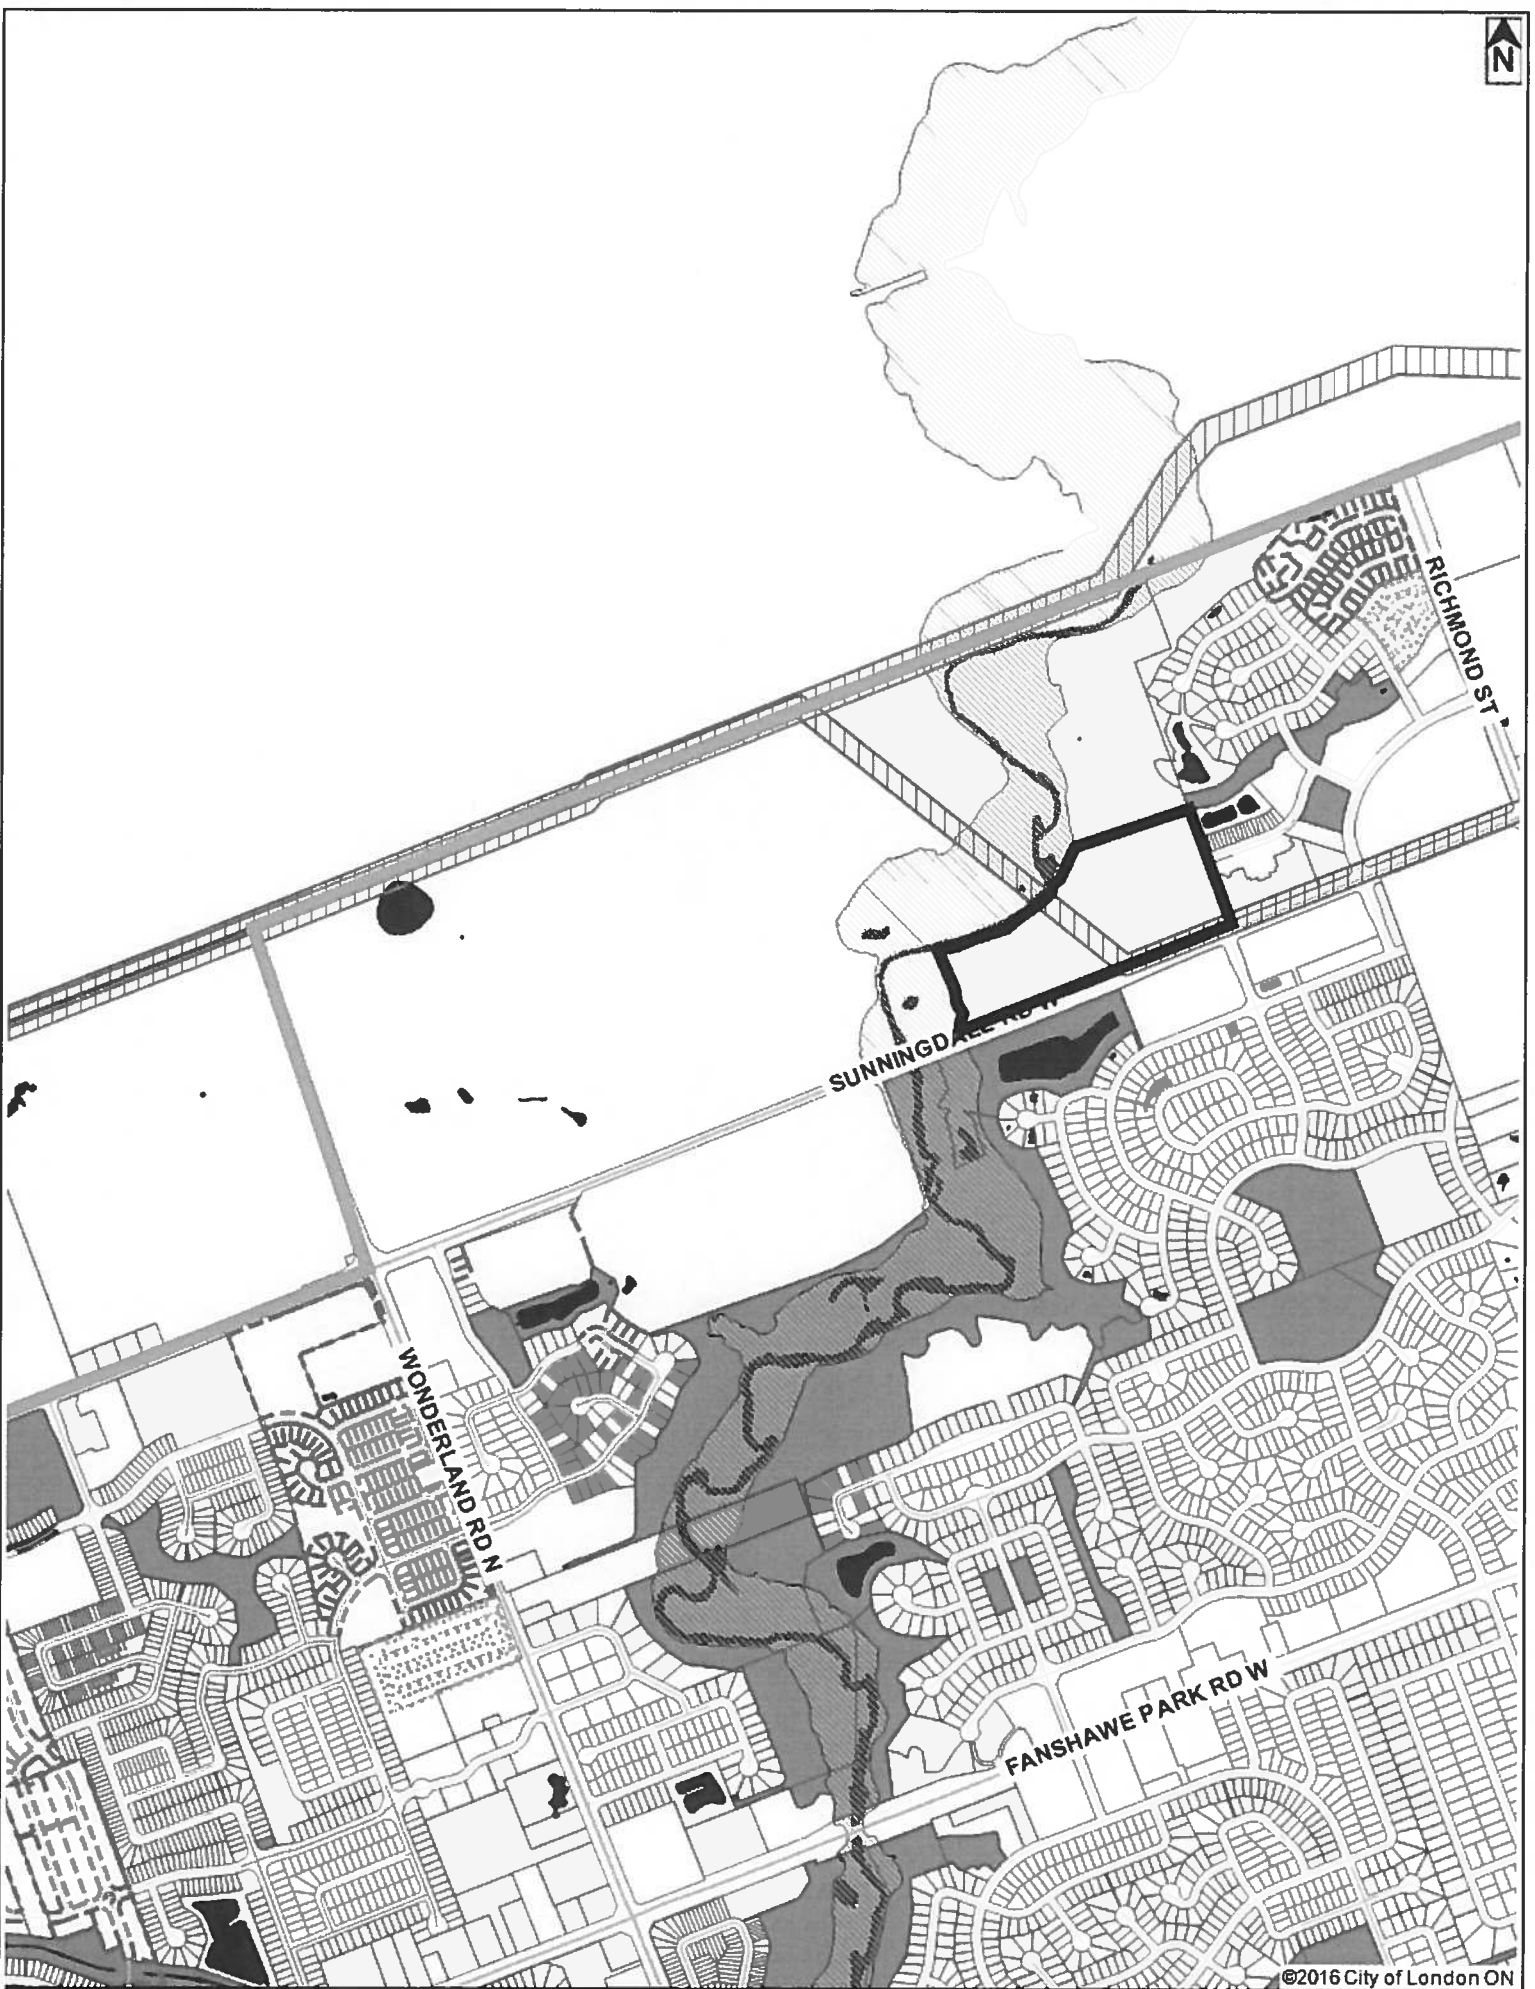 N
RICHMOND ST
SUNNINGDALE RD W
WONDERLAND RD N
FANSHAWE PARK RD W
©2016 City of London ON